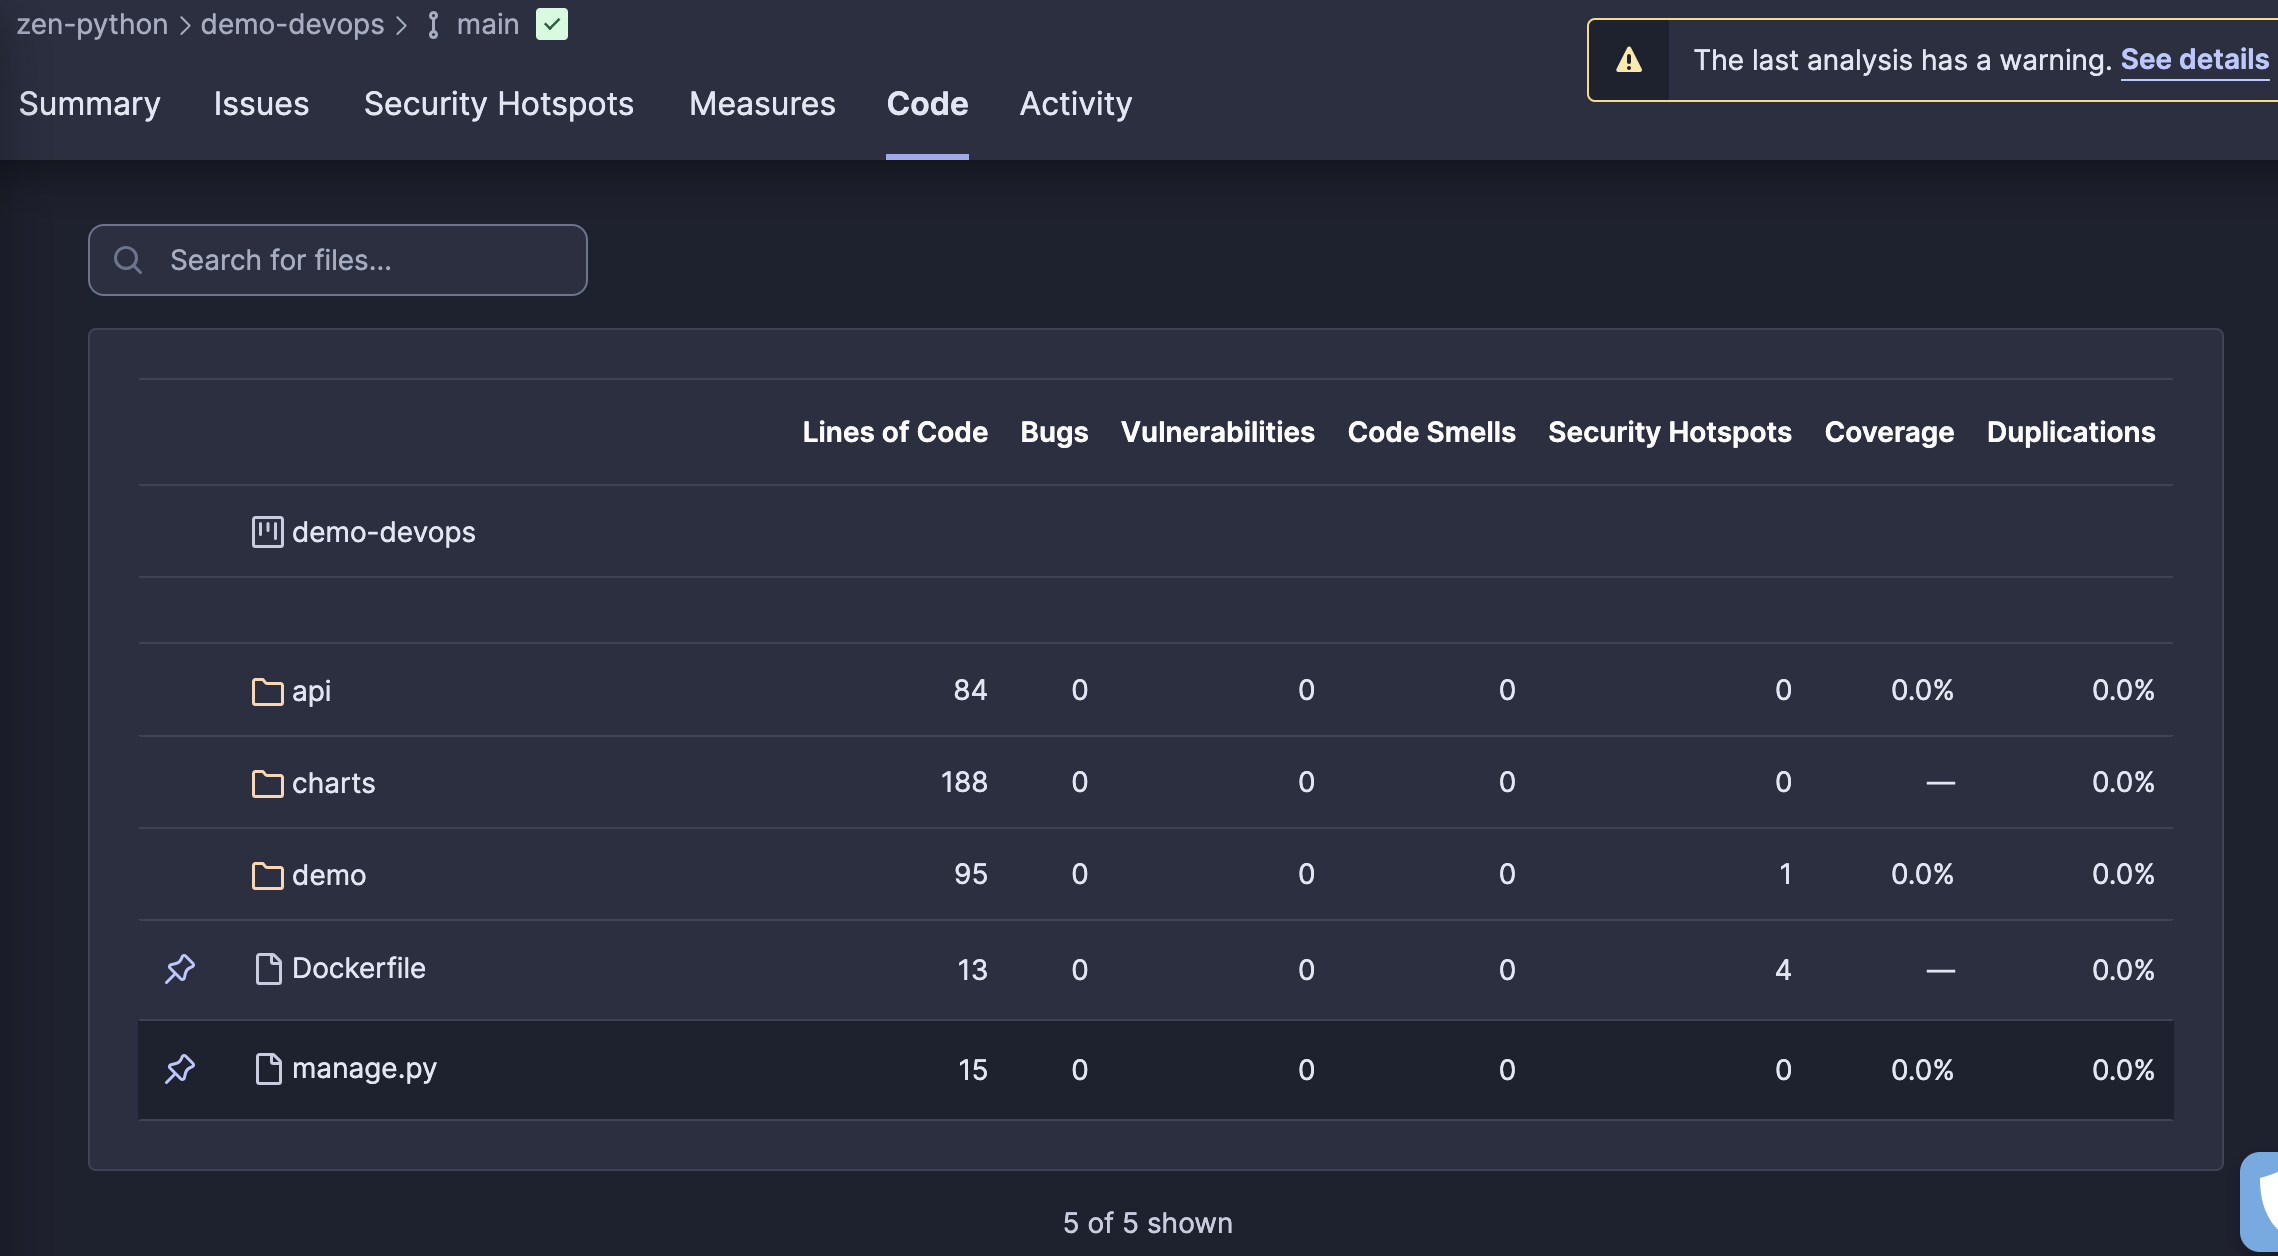 zen-python > demo-devops > main
The last analysis has a warning. See details
Summary Issues Security Hotspots Measures Code Activity
Search for files...
Lines of Code Bugs Vulnerabilities Code Smells Security Hotspots Coverage Duplications
demo-devops
api 84 0 0 0 0 0.0% 0.0%
charts 188 0 0 0 0 — 0.0%
demo 95 0 0 0 1 0.0% 0.0%
Dockerfile 13 0 0 0 4 — 0.0%
manage.py 15 0 0 0 0 0.0% 0.0%
5 of 5 shown